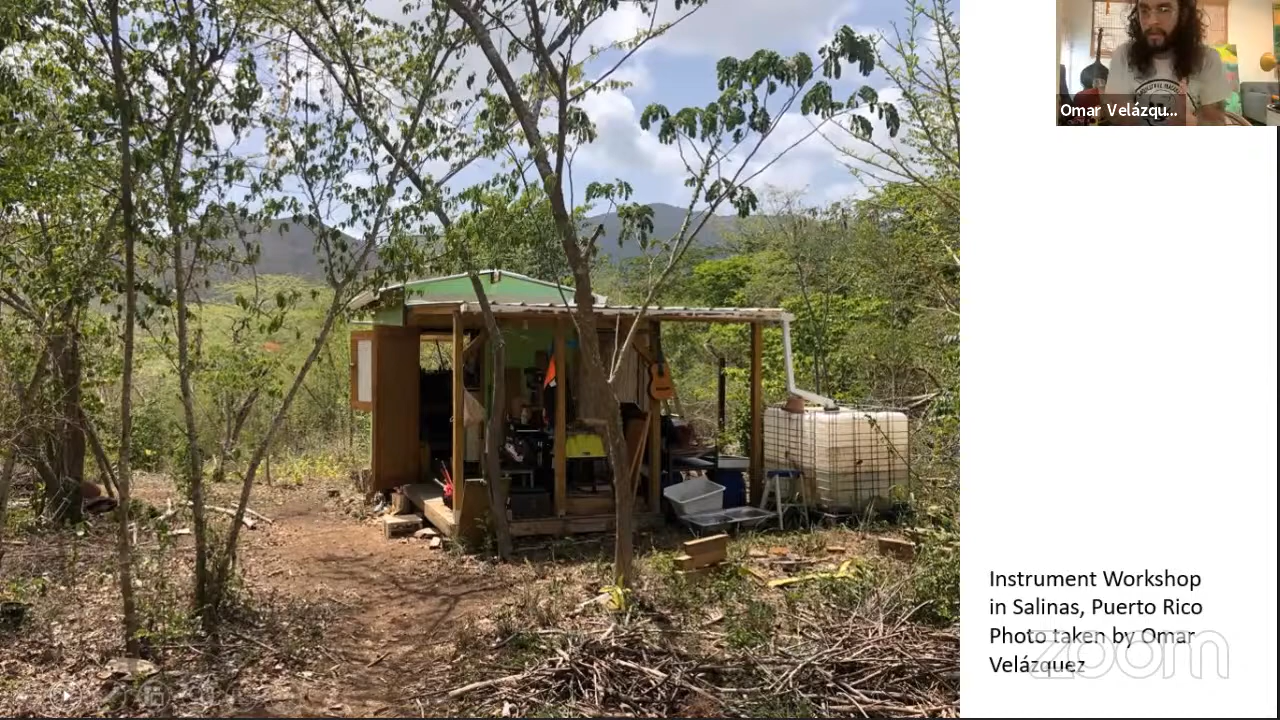 Omar Velázqu...
Instrument Workshop
in Salinas, Puerto Rico
Photo taken by Omar
Velázquez
zoom